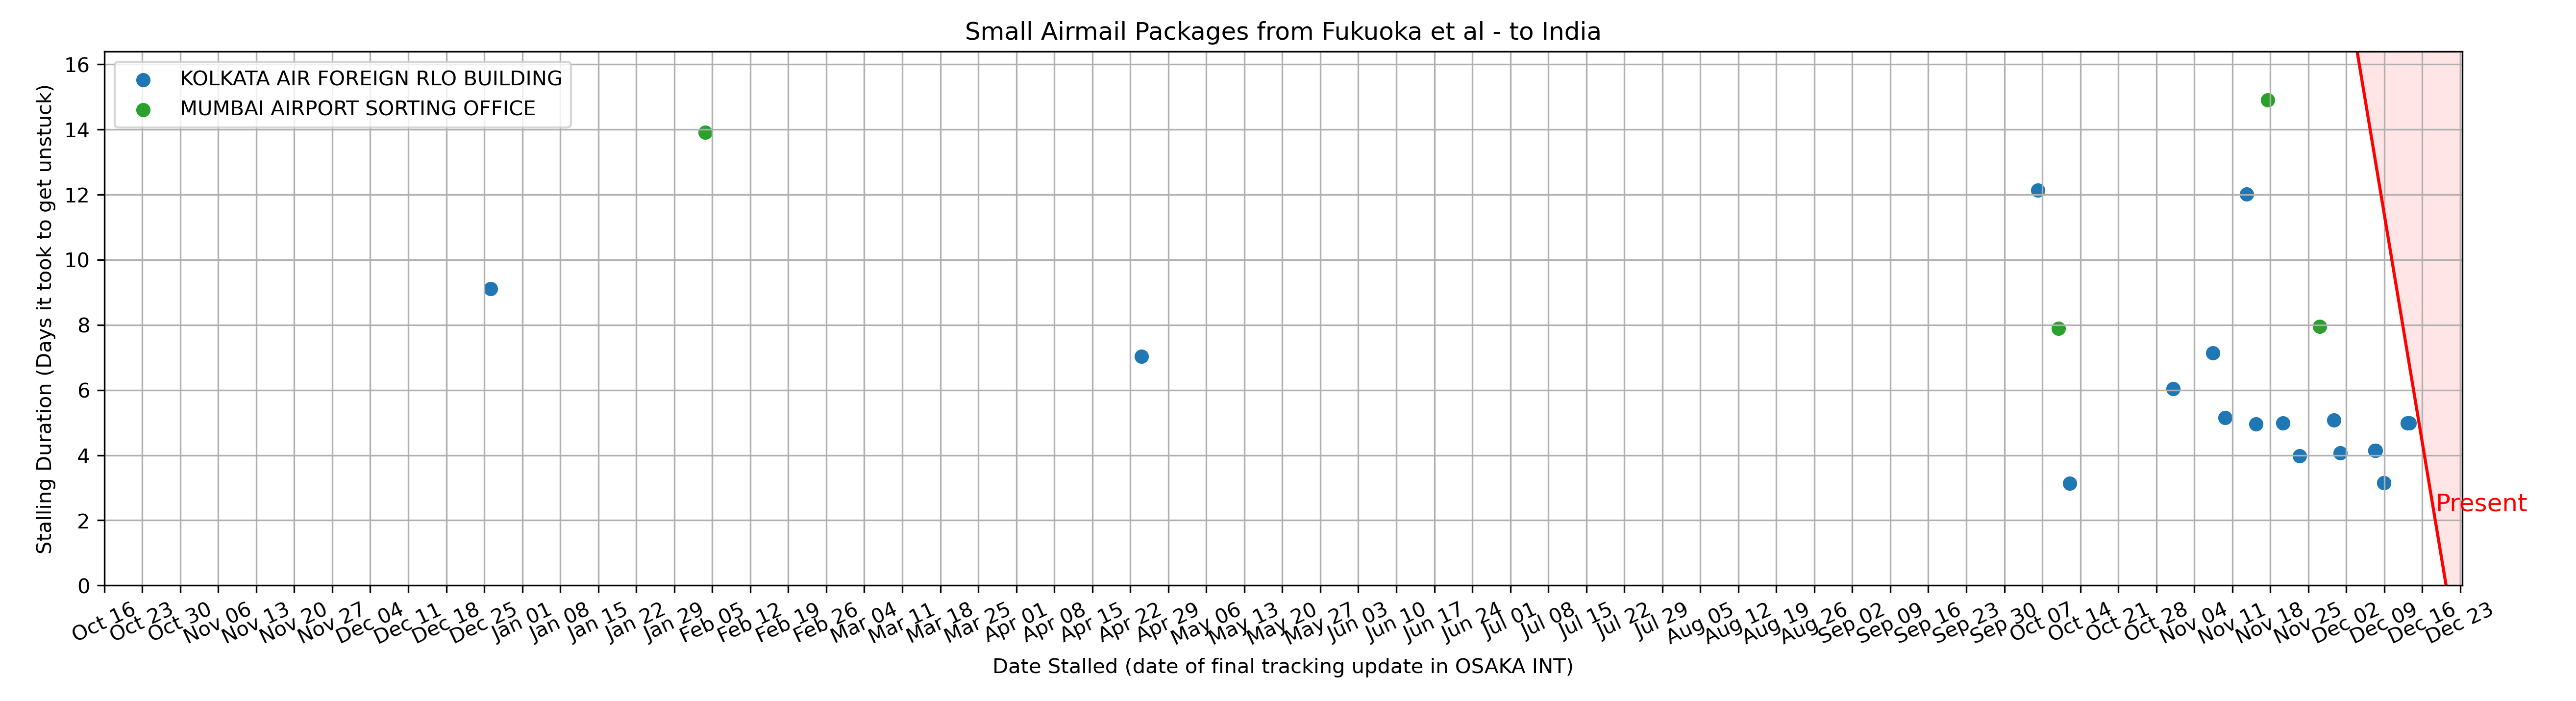 Small Airmail Packages from Fukuoka et al - to India
KOLKATA AIR FOREIGN RLO BUILDING
MUMBAI AIRPORT SORTING OFFICE
Stalling Duration (Days it took to get unstuck)
16
14
12
10
8
6
4
2
0
Present
Oct 16
Oct 23
Oct 30
Nov 06
Nov 13
Nov 20
Nov 27
Dec 04
Dec 11
Dec 18
Dec 25
Jan 01
Jan 08
Jan 15
Jan 22
Jan 29
Feb 05
Feb 12
Feb 19
Feb 26
Mar 04
Mar 11
Mar 18
Mar 25
Apr 01
Apr 08
Apr 15
Apr 22
Apr 29
May 06
May 13
May 20
May 27
Jun 03
Jun 10
Jun 17
Jun 24
Jul 01
Jul 08
Jul 15
Jul 22
Jul 29
Aug 05
Aug 12
Aug 19
Aug 26
Sep 02
Sep 09
Sep 16
Sep 23
Sep 30
Oct 07
Oct 14
Oct 21
Oct 28
Nov 04
Nov 11
Nov 18
Nov 25
Dec 02
Dec 09
Dec 16
Dec 23
Date Stalled (date of final tracking update in OSAKA INT)